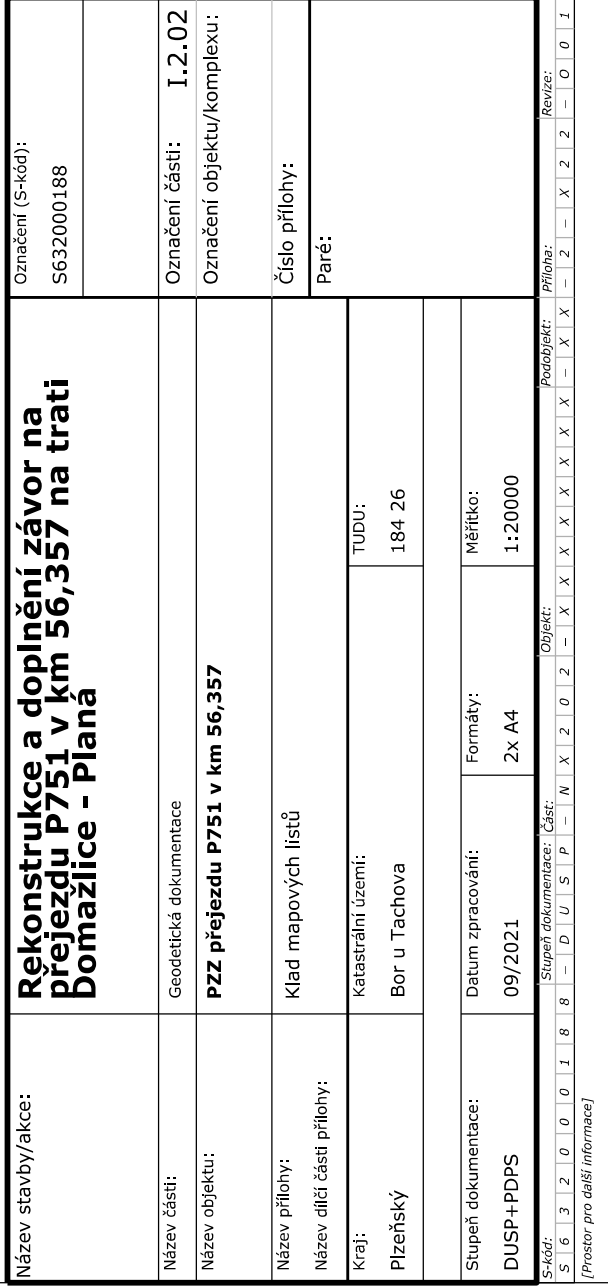 Název stavby/akce:
Rekonstrukce a doplnění závor na
přejezdu P751 v km 56,357 na trati
Domažlice - Planá
Označení (S-kód):
S632000188
Název části:
Geodetická dokumentace
Označení části: I.2.02
Název objektu:
PZZ přejezdu P751 v km 56,357
Označení objektu/komplexu:
Název přílohy:
Klad mapových listů
Číslo přílohy:
Název dílčí části přílohy:
Paré:
Kraj:
Katastrální území:
TUDU:
Plzeňský
Bor u Tachova
184 26
Stupeň dokumentace:
Datum zpracování:
Formáty:
Měřítko:
DUSP+PDPS
09/2021
2x A4
1:20000
S-kód: Stupeň dokumentace: Část: Objekt: Podobjekt: Příloha: Revize:
S 6 3 2 0 0 0 1 8 8 – D U S P – N X 2 0 2 – X X X X X X X X – X X – 2 – X 2 2 – 0 0 1
[Prostor pro další informace]